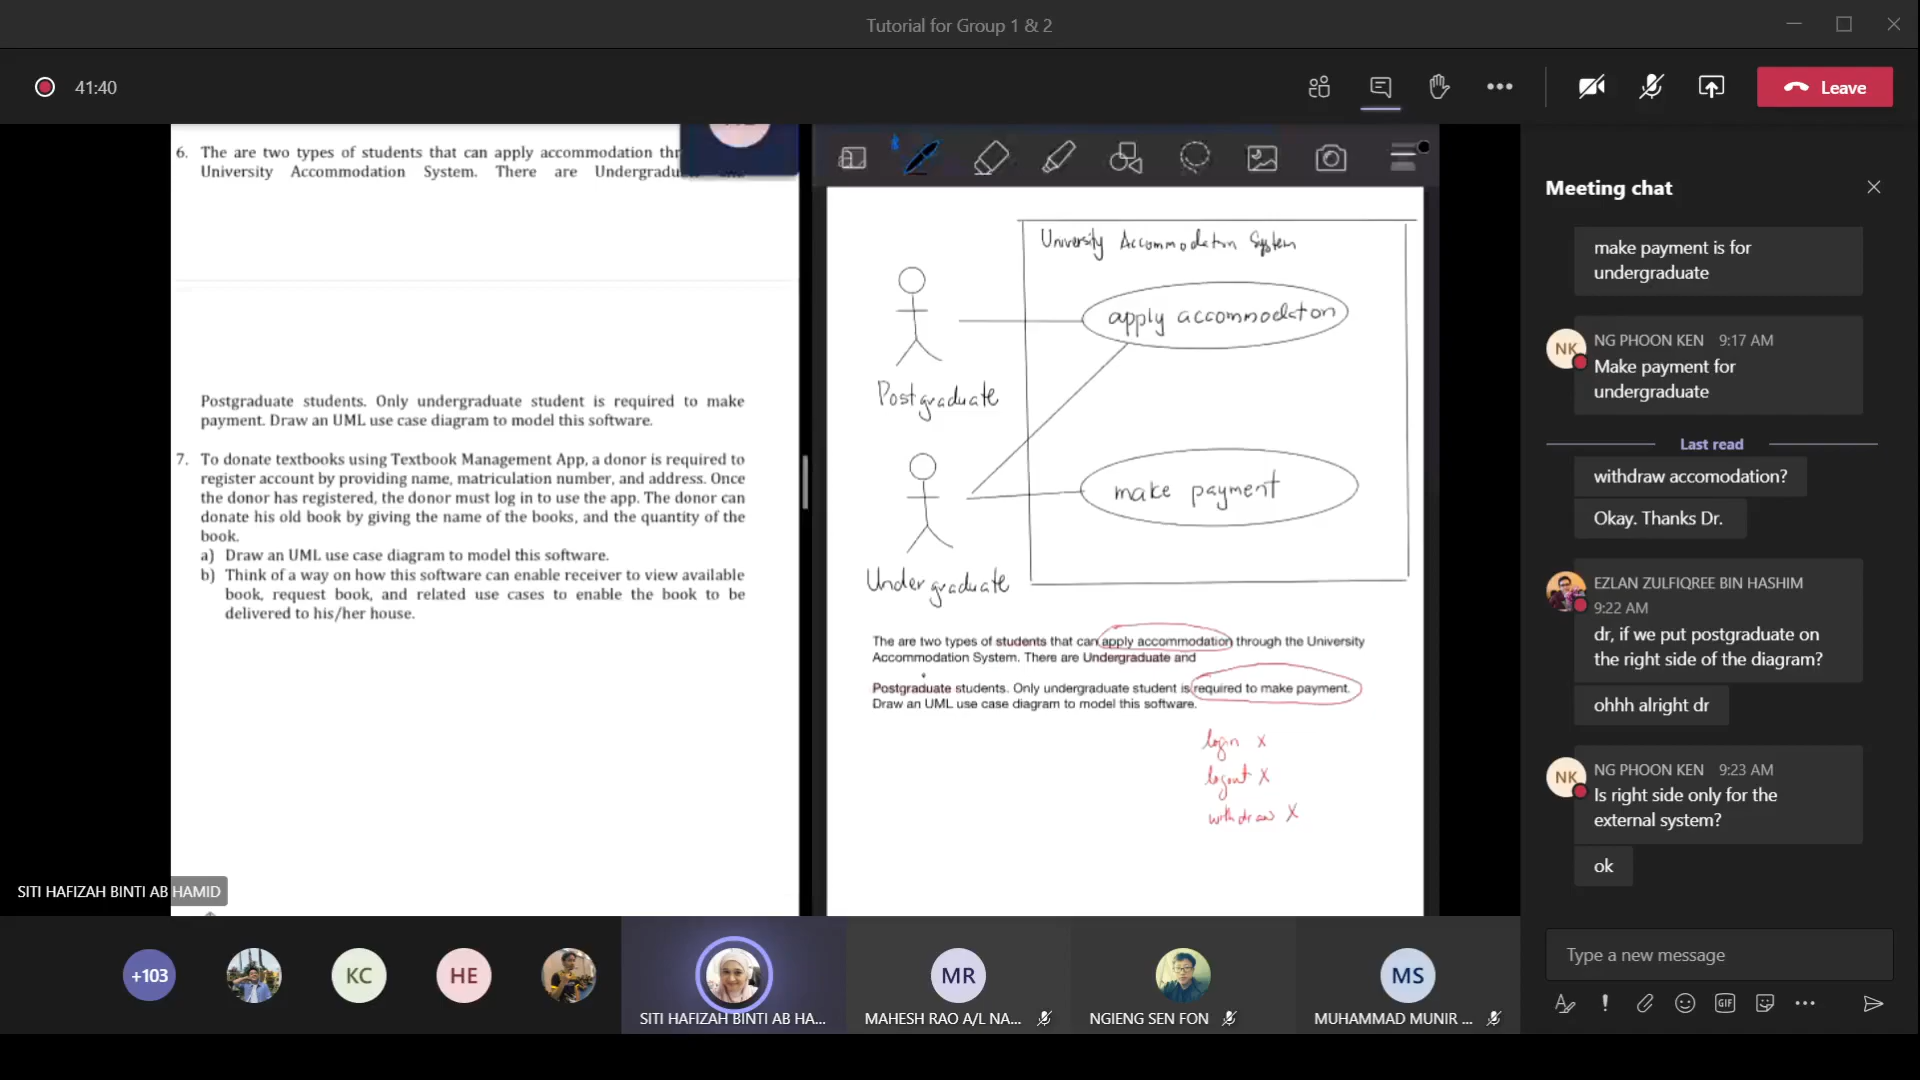 Tutorial for Group 1 & 2
41:40
Leave
6. The are two types of students that can apply accommodation
University Accommodation System. There are
Postgraduate students. Only undergraduate student is required to make
payment. Draw an UML use case diagram to model this software.
7. To donate textbooks using Textbook Management App, a donor is required to
register account by providing name, matriculation number, and address. Once
the donor has registered, the donor must log in to use the app. The donor can
donate his old book by giving the name of the books, and the quantity of the
book.
a) Draw an UML use case diagram to model this software.
b) Think of a way on how this software can enable receiver to view available
book, request book, and related use cases to enable the book to be
delivered to his/her house.
SITI HAFIZAH BINTI AB HAMID
University Accommodation System
apply accommodation
Postgraduate
make payment
Undergraduate
The are two types of students that can apply accommodation through the University
Accommodation System. There are Undergraduate and
Postgraduate students. Only undergraduate student is required to make payment.
Draw an UML use case diagram to model this software.
login x
logout x
withdraw x
Meeting chat
make payment is for
undergraduate
NK
NG PHOON KEN 9:17 AM
Make payment for
undergraduate
Last read
withdraw accomodation?
Okay. Thanks Dr.
EZLAN ZULFIQREE BIN HASHIM
9:22 AM
dr, if we put postgraduate on
the right side of the diagram?
ohhh alright dr
NK
NG PHOON KEN 9:23 AM
Is right side only for the
external system?
ok
Type a new message
GIF
+103
KC
HE
SITI HAFIZAH BINTI AB HA...
MR
MAHESH RAO A/L NA...
NGIENG SEN FON
MS
MUHAMMAD MUNIR ...